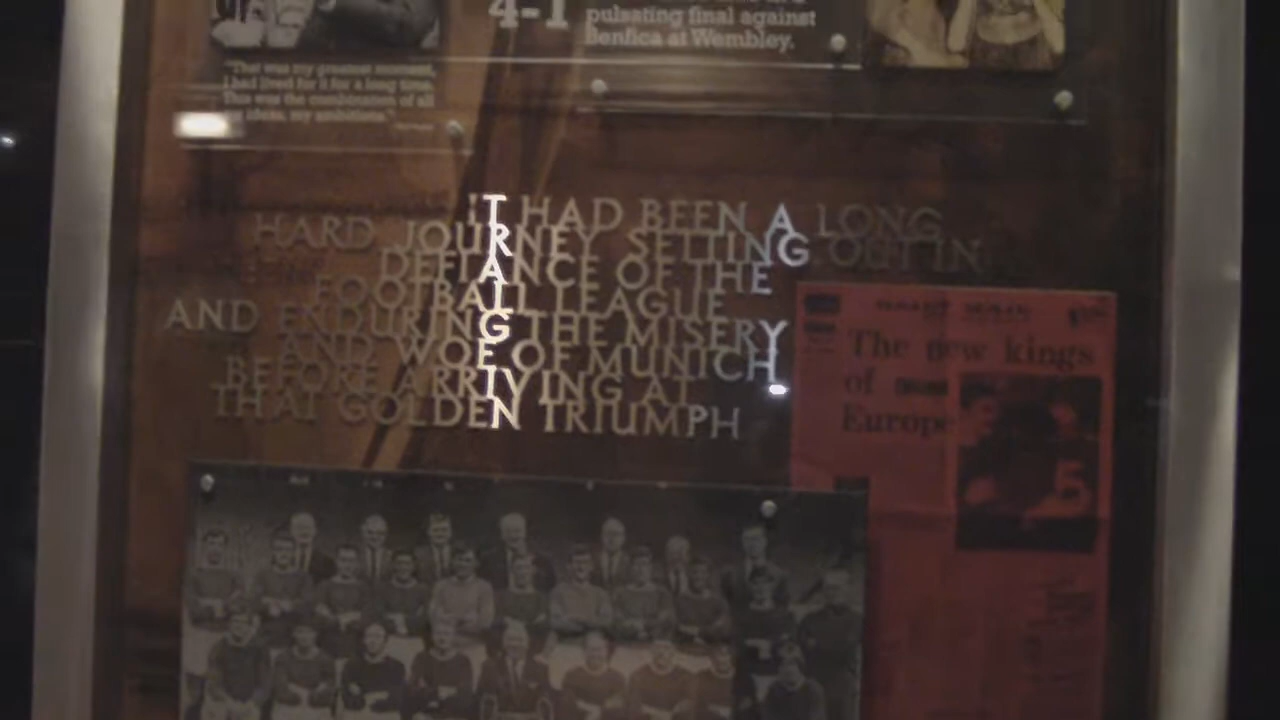 4-1
pulsating final against
Benfica at Wembley.
"That was my greatest moment,
I had lived for it for a long time.
This was the combination of all
my ideas, my ambitions."
IT HAD BEEN A LONG
HARD JOURNEY SETTING OUT IN
DEFIANCE OF THE
FOOTBALL LEAGUE
AND ENDURING THE MISERY
AND WOE OF MUNICH
BEFORE ARRIVING AT
THAT GOLDEN TRIUMPH
The new kings
of
Europe